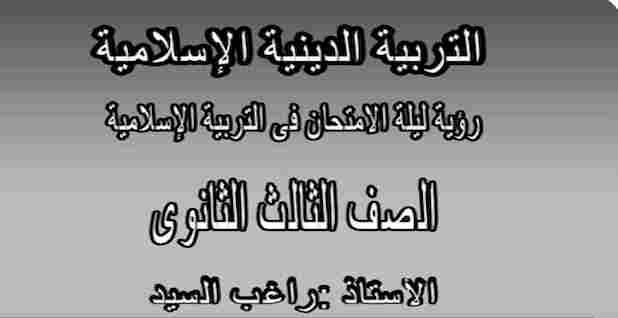 التربية الدينية الإسلامية
رؤية ليلة الامتحان فى التربية الإسلامية
الصف الثالث الثانوى
الاستاذ :راغب السيد